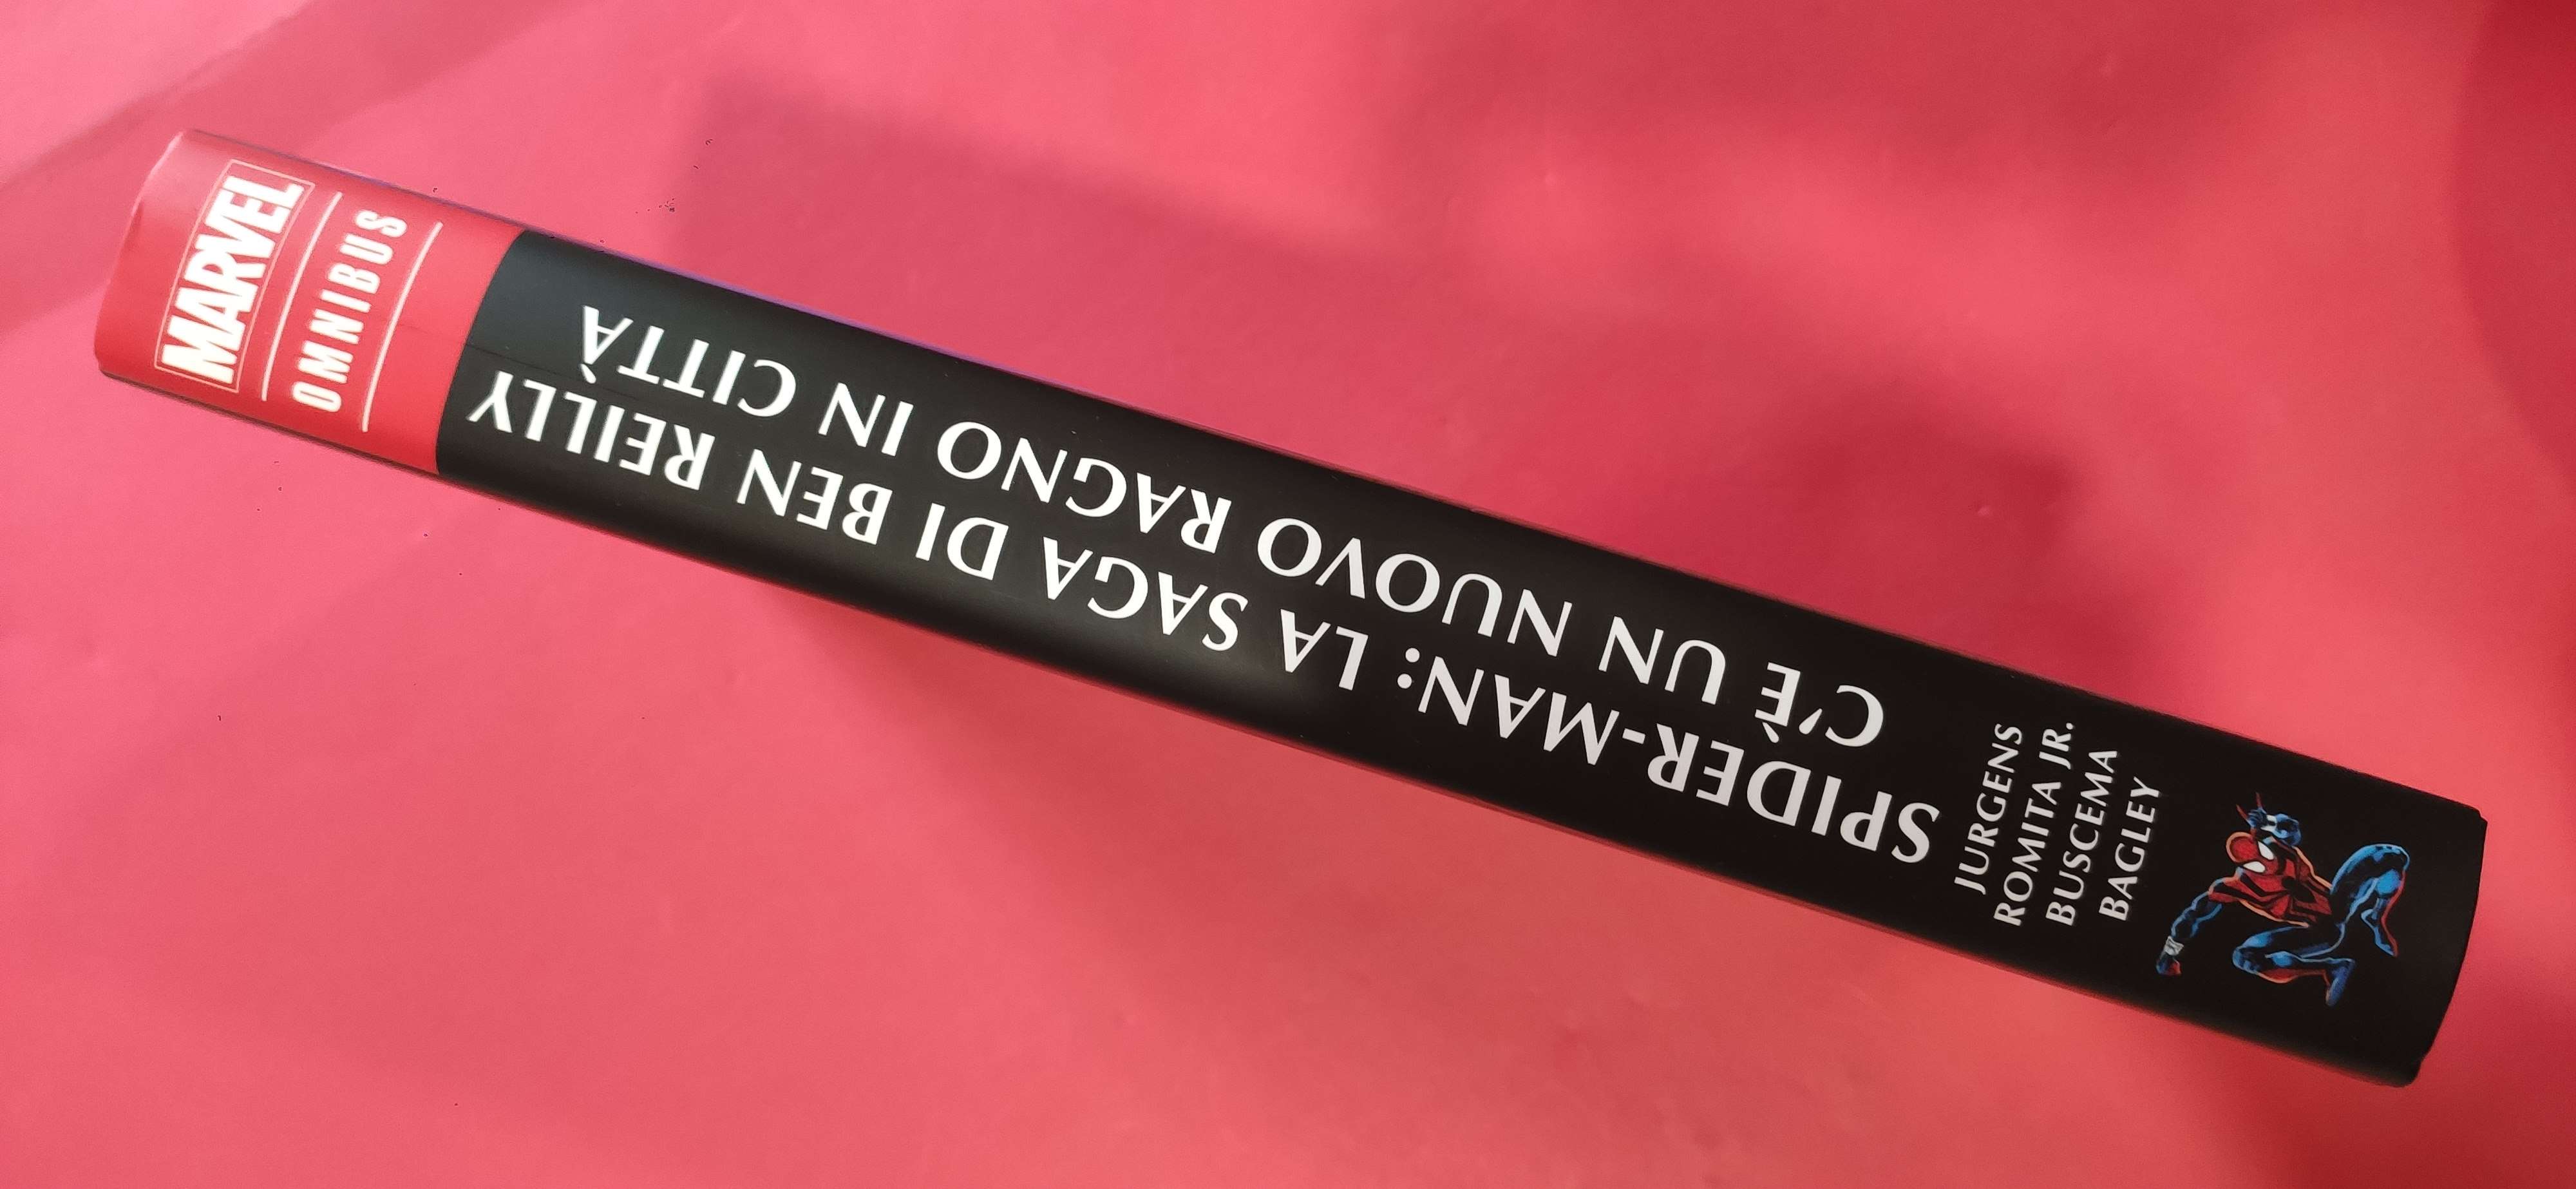 MARVEL
OMNIBUS
SPIDER-MAN: LA SAGA DI BEN REILLY
C'È UN NUOVO RAGNO IN CITTÀ
JURGENS
ROMITA JR.
BUSCEMA
BAGLEY